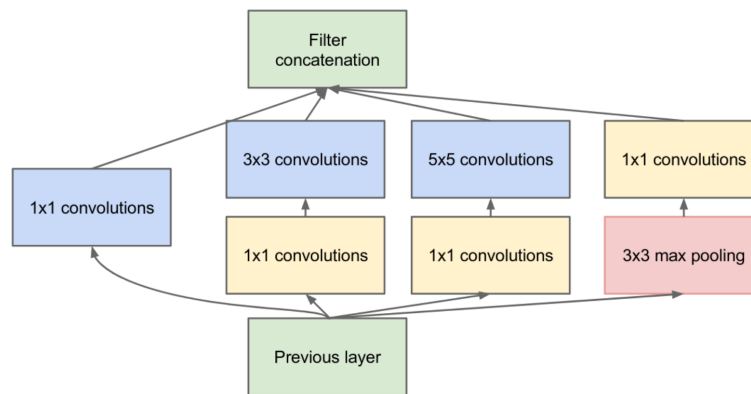 Filter
concatenation
3x3 convolutions
5x5 convolutions
1x1 convolutions
1x1 convolutions
1x1 convolutions
1x1 convolutions
3x3 max pooling
Previous layer